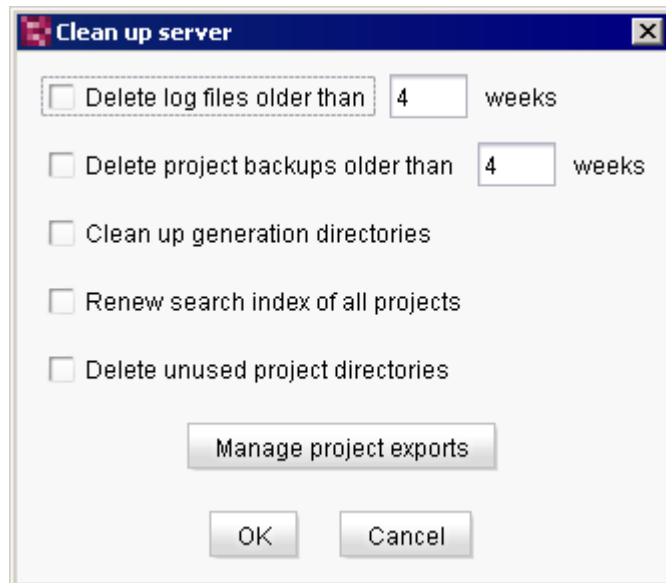 Clean up server
Delete log files older than 4 weeks
Delete project backups older than 4 weeks
Clean up generation directories
Renew search index of all projects
Delete unused project directories
Manage project exports
OK Cancel